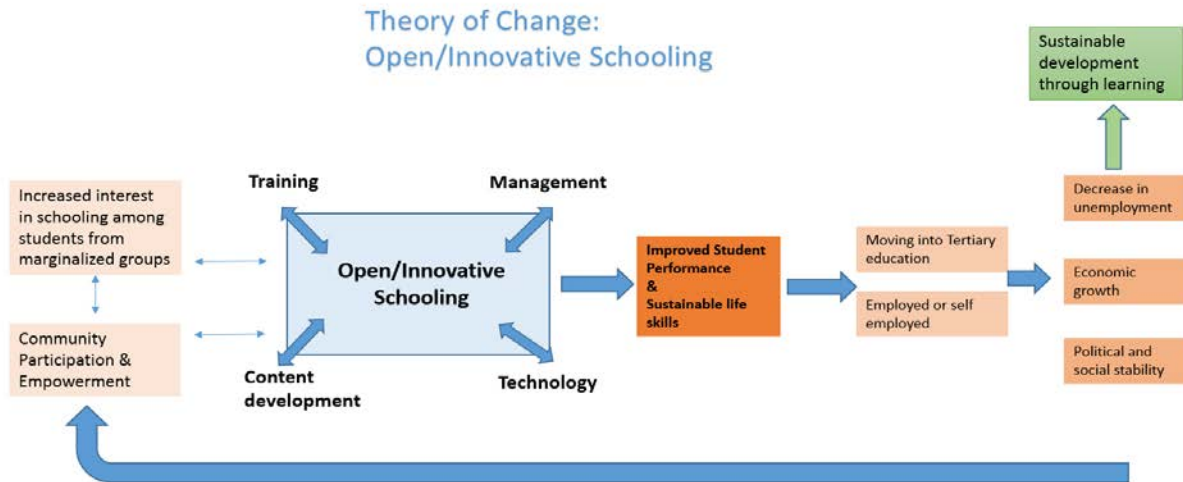 Theory of Change:
Open/Innovative Schooling
Sustainable
development
through learning
Increased interest
in schooling among
students from
marginalized groups
Community
Participation &
Empowerment
Training
Management
Open/Innovative
Schooling
Content
development
Technology
Improved Student
Performance
&
Sustainable life
skills
Moving into Tertiary
education
Employed or self
employed
Decrease in
unemployment
Economic
growth
Political and
social stability